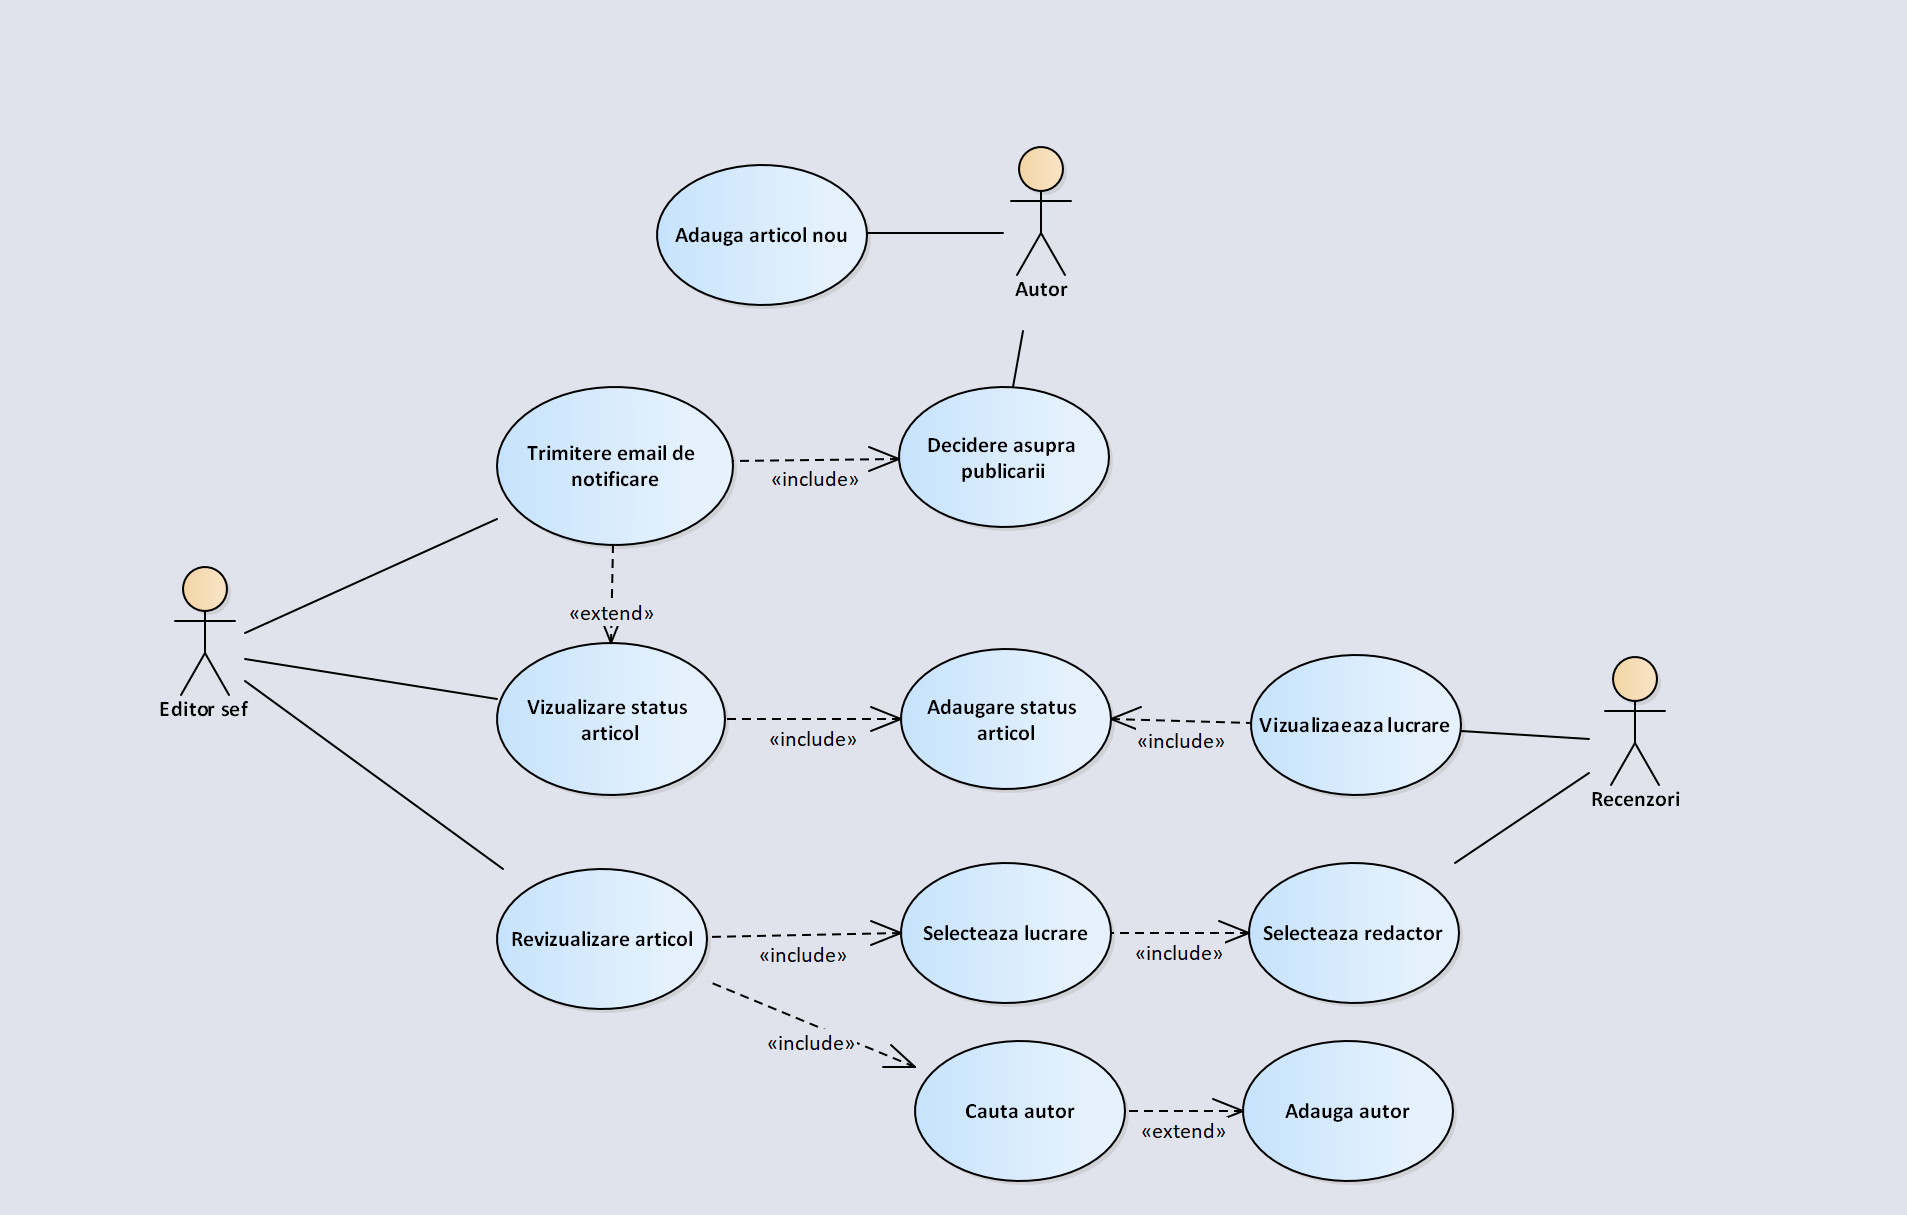 Adauga articol nou
Autor
Trimitere email de
notificare
«include»
Decidere asupra
publicarii
«extend»
Editor sef
Vizualizare status
articol
«include»
Adaugare status
articol
«include»
Vizualizaeaza lucrare
Recenzori
Revizualizare articol
«include»
Selecteaza lucrare
«include»
Selecteaza redactor
«include»
Cauta autor
«extend»
Adauga autor